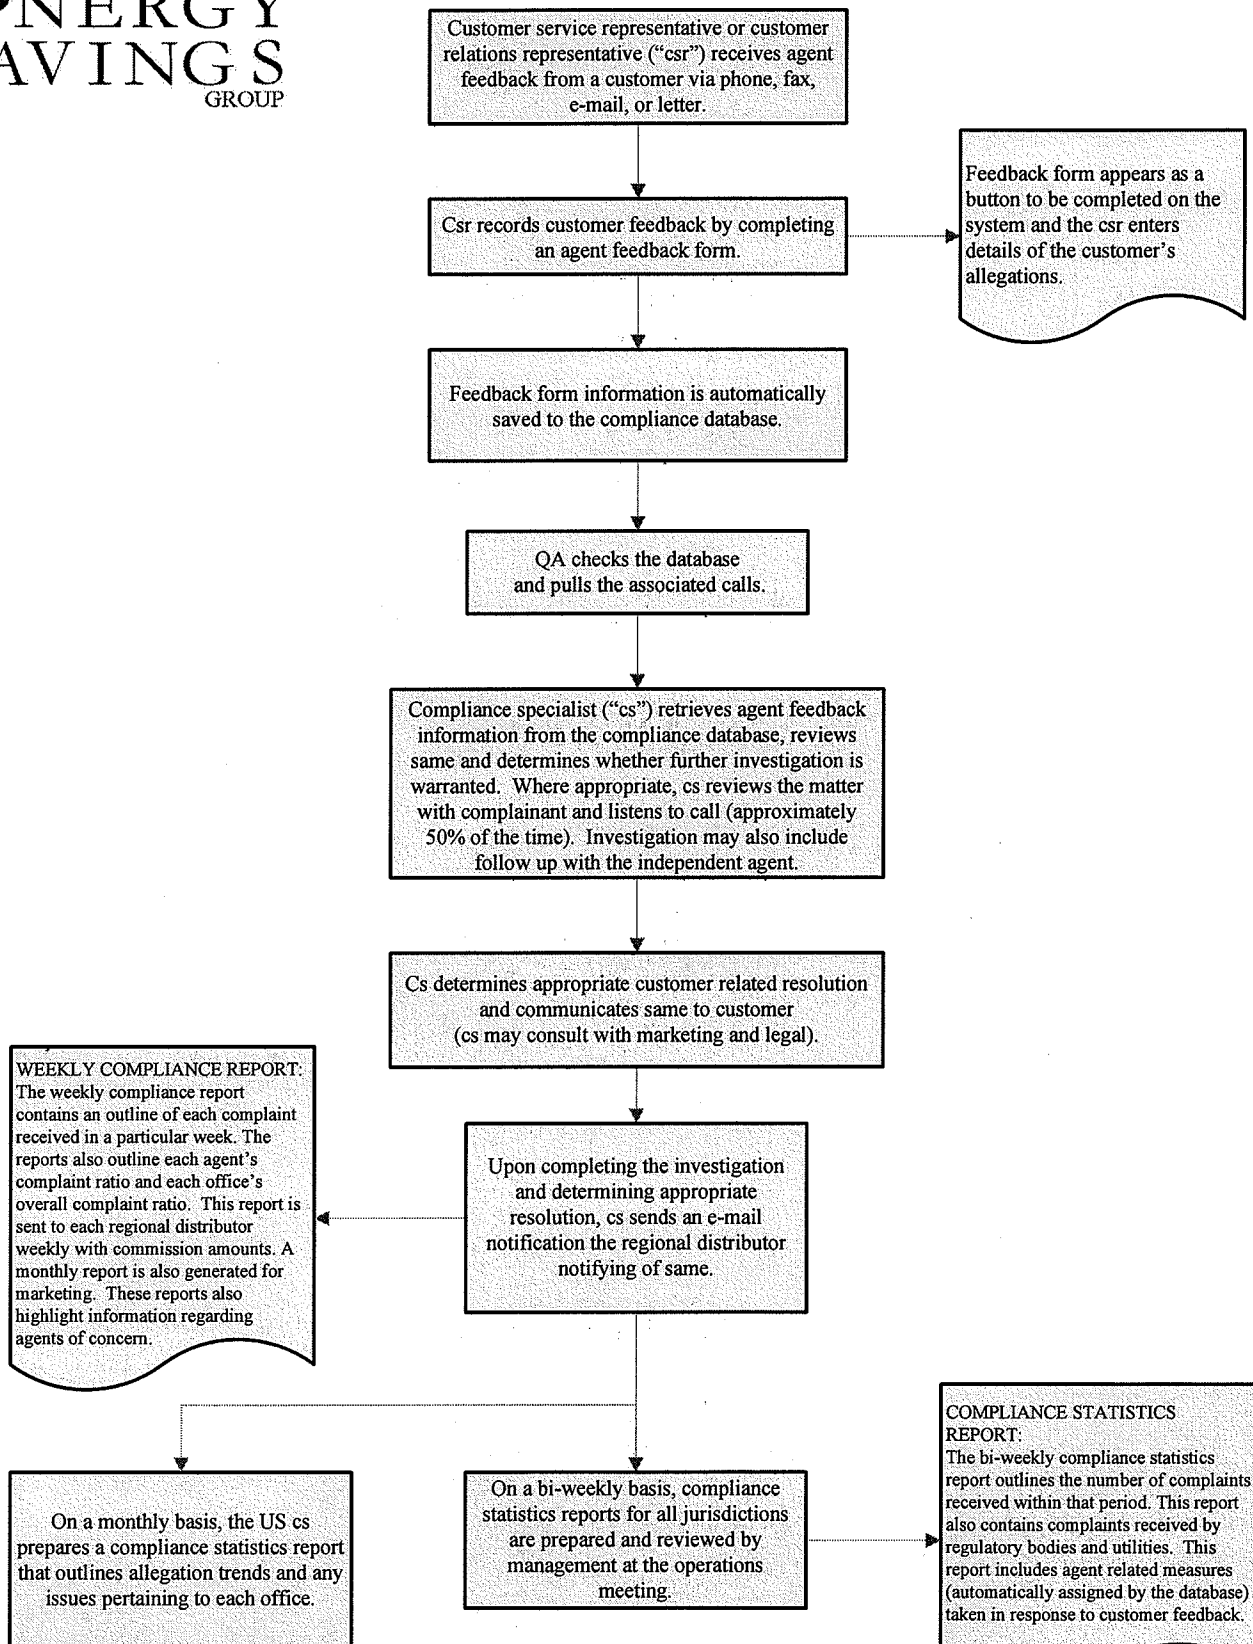 NERGY
AVINGS
GROUP
Customer service representative or customer
relations representative (“csr”) receives agent
feedback from a customer via phone, fax,
e-mail, or letter.
Csr records customer feedback by completing
an agent feedback form.
Feedback form appears as a
button to be completed on the
system and the csr enters
details of the customer’s
allegations.
Feedback form information is automatically
saved to the compliance database.
QA checks the database
and pulls the associated calls.
Compliance specialist (“cs”) retrieves agent feedback
information from the compliance database, reviews
same and determines whether further investigation is
warranted. Where appropriate, cs reviews the matter
with complainant and listens to call (approximately
50% of the time). Investigation may also include
follow up with the independent agent.
Cs determines appropriate customer related resolution
and communicates same to customer
(cs may consult with marketing and legal).
WEEKLY COMPLIANCE REPORT:
The weekly compliance report
contains an outline of each complaint
received in a particular week. The
reports also outline each agent’s
complaint ratio and each office’s
overall complaint ratio. This report is
sent to each regional distributor
weekly with commission amounts. A
monthly report is also generated for
marketing. These reports also
highlight information regarding
agents of concern.
Upon completing the investigation
and determining appropriate
resolution, cs sends an e-mail
notification the regional distributor
notifying of same.
On a monthly basis, the US cs
prepares a compliance statistics report
that outlines allegation trends and any
issues pertaining to each office.
On a bi-weekly basis, compliance
statistics reports for all jurisdictions
are prepared and reviewed by
management at the operations
meeting.
COMPLIANCE STATISTICS
REPORT:
The bi-weekly compliance statistics
report outlines the number of complaints
received within that period. This report
also contains complaints received by
regulatory bodies and utilities. This
report includes agent related measures
(automatically assigned by the database)
taken in response to customer feedback.